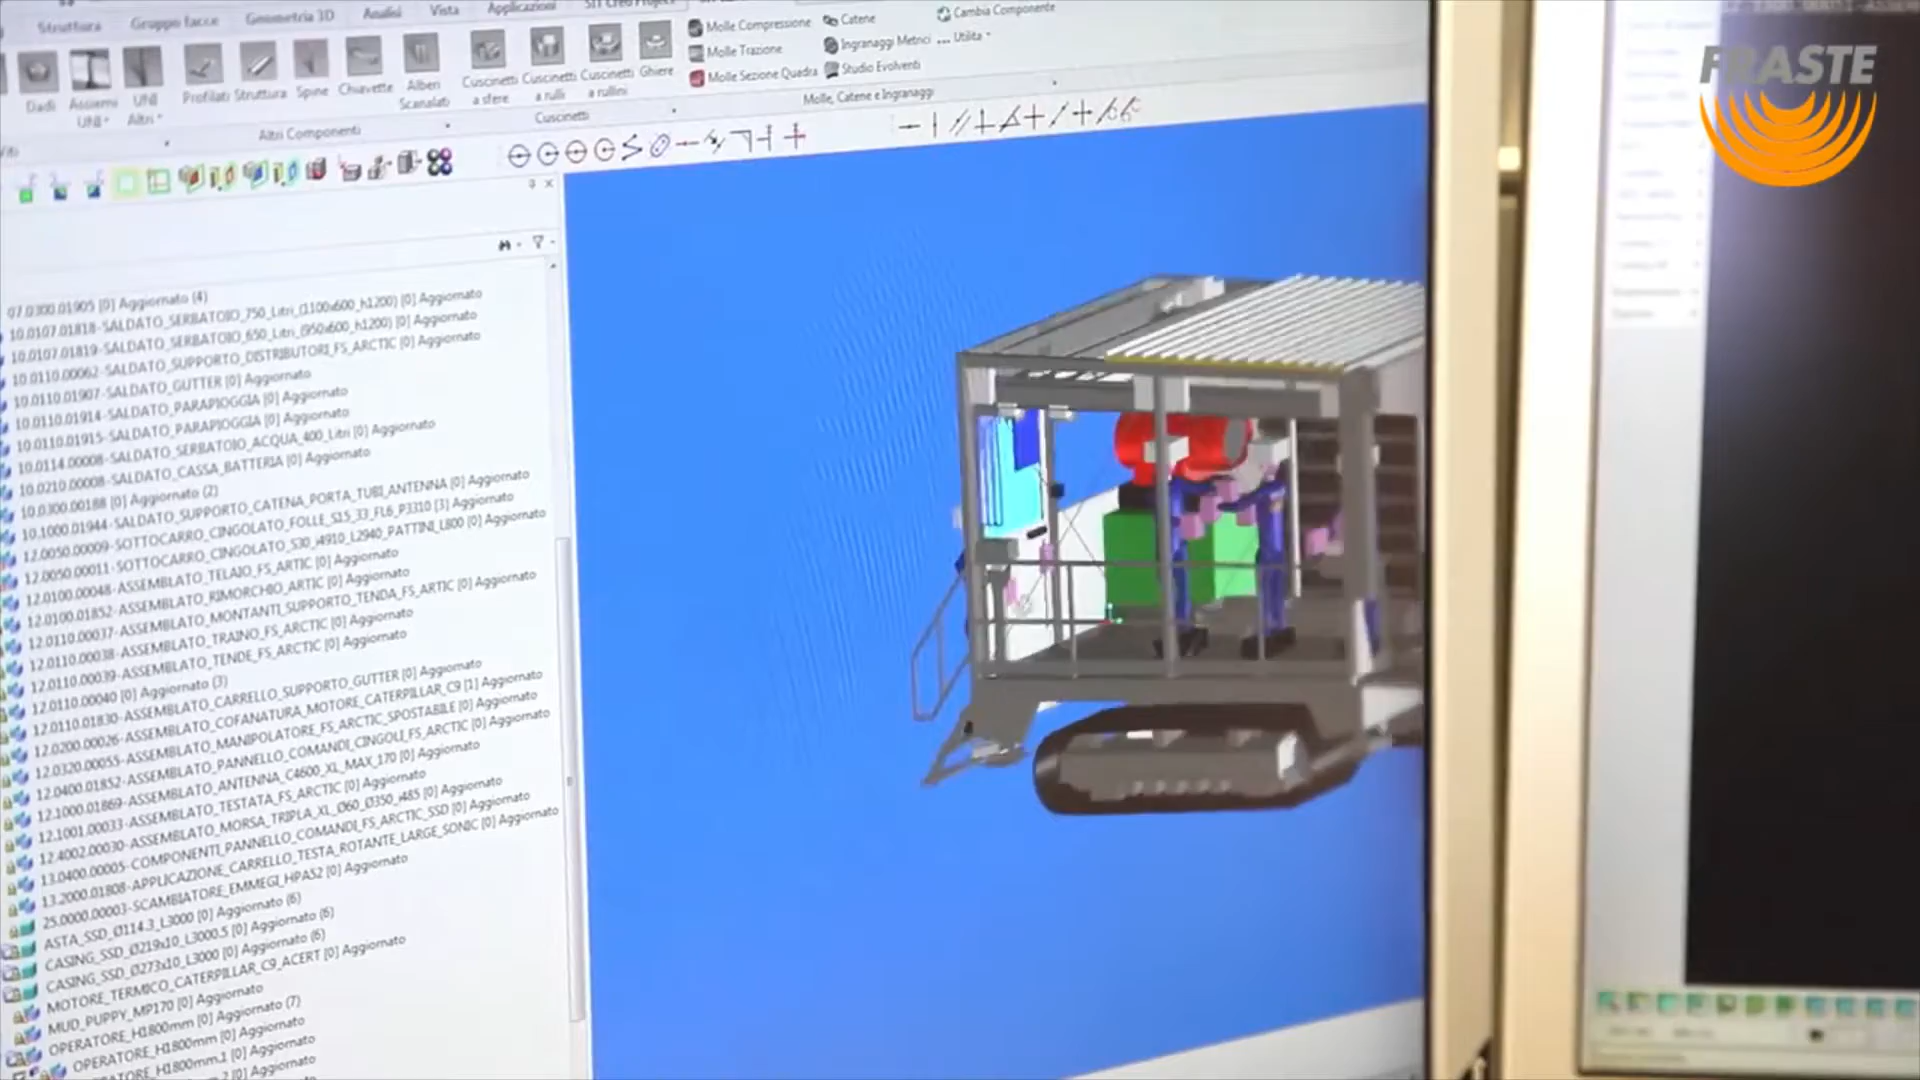 Struttura
Gruppo facce
Geometria 3D
Analisi
Vista
Applicazioni
Dadi
Assiemi UNI
UNI Altri
Profilati
Struttura
Spine
Chiavette
Alberi Scanalati
Cuscinetti a sfere
Cuscinetti a rulli
Cuscinetti a rullini
Ghiere
Molle Compressione
Molle Trazione
Molle Sezione Quadra
Catene
Ingranaggi Metrici
Studio Evolventi
Cambia Componente
Utilita
Altri Componenti
Cuscinetti
Molle, Catene e Ingranaggi
FRASTE
07.0300.01905 [0] Aggiornato (4)
10.0107.01818-SALDATO_SERBATOIO_750_Litri_(1100x600_h1200) [0] Aggiornato
10.0107.01819-SALDATO_SERBATOIO_650_Litri_(950x600_h1200) [0] Aggiornato
10.0110.00062-SALDATO_SUPPORTO_DISTRIBUTORI_FS_ARCTIC [0] Aggiornato
10.0110.01907-SALDATO_GUTTER [0] Aggiornato
10.0110.01914-SALDATO_PARAPIOGGIA [0] Aggiornato
10.0110.01915-SALDATO_PARAPIOGGIA [0] Aggiornato
10.0114.00008-SALDATO_SERBATOIO_ACQUA_400_Litri [0] Aggiornato
10.0210.00008-SALDATO_CASSA_BATTERIA [0] Aggiornato
10.0300.00188 [0] Aggiornato (2)
10.1000.01944-SALDATO_SUPPORTO_CATENA_PORTA_TUBI_ANTENNA [0] Aggiornato
12.0050.00009-SOTTOCARRO_CINGOLATO_FOLLE_S15_33_FL6_P3310 [3] Aggiornato
12.0050.00011-SOTTOCARRO_CINGOLATO_S30_i4910_L2940_PATTINI_L800 [0] Aggiornato
12.0100.00048-ASSEMBLATO_TELAIO_FS_ARTIC [0] Aggiornato
12.0100.01852-ASSEMBLATO_RIMORCHIO_ARTIC [0] Aggiornato
12.0110.00037-ASSEMBLATO_MONTANTI_SUPPORTO_TENDA_FS_ARTIC [0] Aggiornato
12.0110.00038-ASSEMBLATO_TRAINO_FS_ARCTIC [0] Aggiornato
12.0110.00039-ASSEMBLATO_TENDE_FS_ARCTIC [0] Aggiornato
12.0110.00040 [0] Aggiornato (3)
12.0110.01830-ASSEMBLATO_CARRELLO_SUPPORTO_GUTTER [0] Aggiornato
12.0200.00026-ASSEMBLATO_COFANATURA_MOTORE_CATERPILLAR_C9 [1] Aggiornato
12.0320.00055-ASSEMBLATO_MANIPOLATORE_FS_ARCTIC_SPOSTABILE [0] Aggiornato
12.0400.01852-ASSEMBLATO_PANNELLO_COMANDI_CINGOLI_FS_ARCTIC [0] Aggiornato
12.1000.01869-ASSEMBLATO_ANTENNA_C4600_XL_MAX_170 [0] Aggiornato
12.1001.00033-ASSEMBLATO_TESTATA_FS_ARCTIC [0] Aggiornato
12.4002.00030-ASSEMBLATO_MORSA_TRIPLA_XL_Ø60_Ø350_i485 [0] Aggiornato
13.0400.00005-COMPONENTI_PANNELLO_COMANDI_FS_ARCTIC_SSD [0] Aggiornato
13.2000.01808-APPLICAZIONE_CARRELLO_TESTA_ROTANTE_LARGE_SONIC [0] Aggiornato
25.0000.00003-SCAMBIATORE_EMMEGI_HPA52 [0] Aggiornato
ASTA_SSD_Ø114.3_L3000 [0] Aggiornato (6)
CASING_SSD_Ø219x10_L3000.5 [0] Aggiornato (6)
CASING_SSD_Ø273x10_L3000 [0] Aggiornato (6)
MOTORE_TERMICO_CATERPILLAR_C9_ACERT [0] Aggiornato
MUD_PUPPY_MP170 [0] Aggiornato
OPERATORE_H1800mm [0] Aggiornato (7)
OPERATORE_H1800mm [0] Aggiornato
OPERATORE_H1800mm.1 [0] Aggiornato